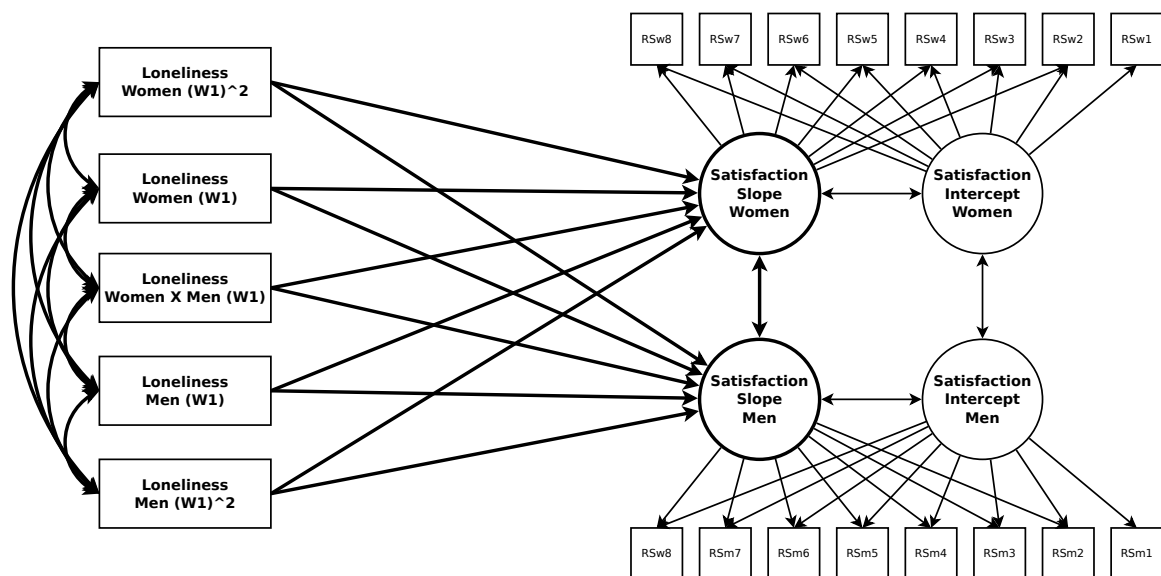 RSw8
RSw7
RSw6
RSw5
RSw4
RSw3
RSw2
RSw1
Loneliness
Women (W1)^2
Loneliness
Women (W1)
Loneliness
Women X Men (W1)
Loneliness
Men (W1)
Loneliness
Men (W1)^2
Satisfaction
Slope
Women
Satisfaction
Intercept
Women
Satisfaction
Slope
Men
Satisfaction
Intercept
Men
RSw8
RSm7
RSm6
RSm5
RSm4
RSm3
RSm2
RSm1